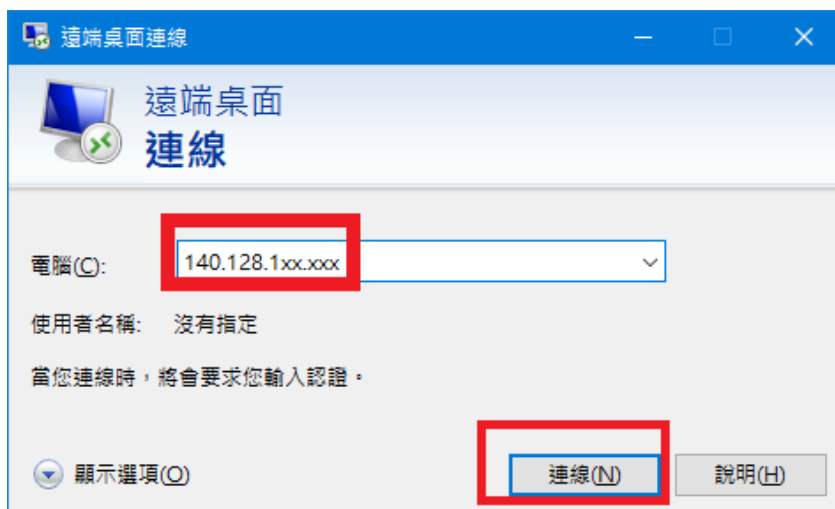 遠端桌面連線
遠端桌面
連線
電腦(C): 140.128.1xx.xxx
使用者名稱: 沒有指定
當您連線時，將會要求您輸入認證。
顯示選項(O) 連線(N) 說明(H)